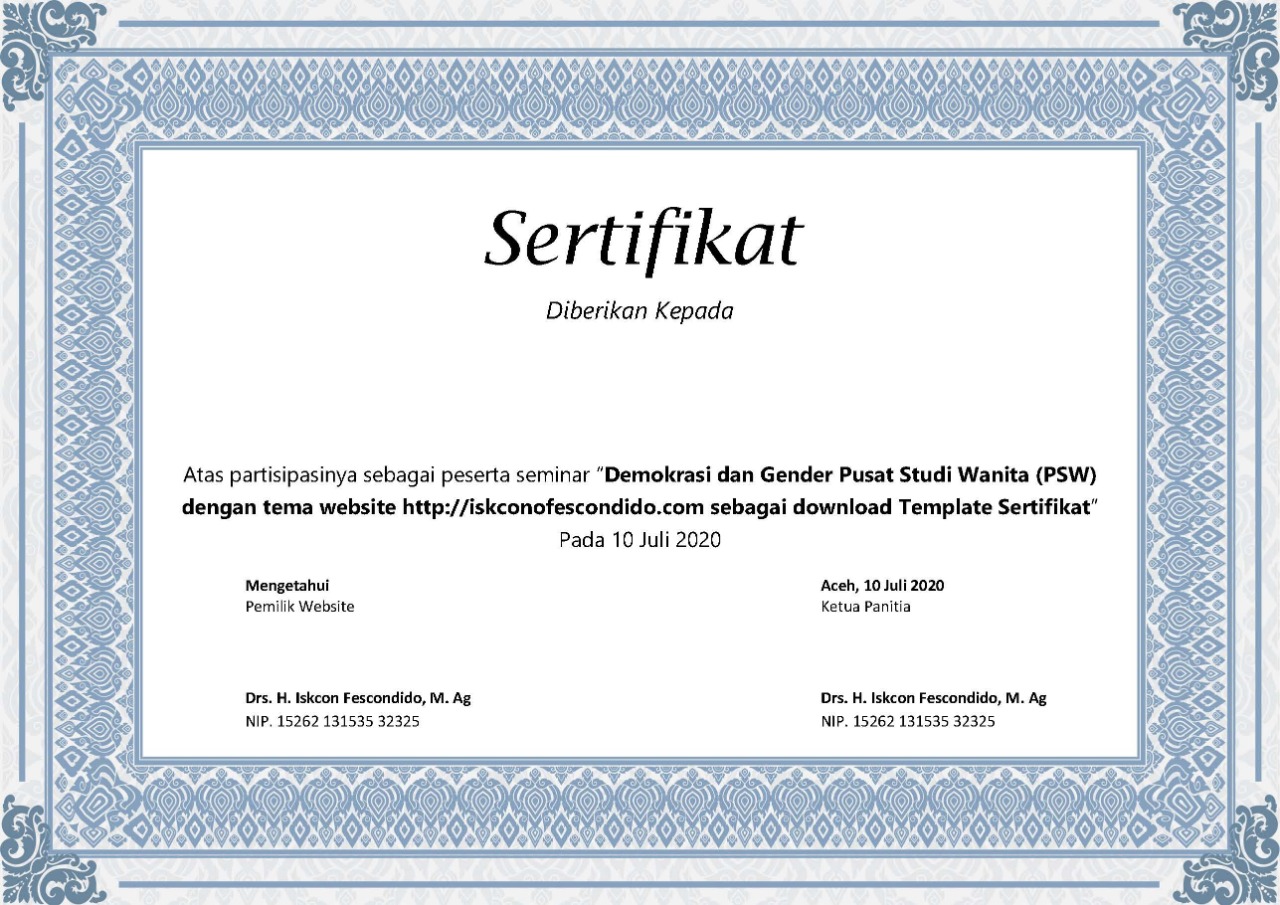 Sertifikat
Diberikan Kepada
Atas partisipasinya sebagai peserta seminar “Demokrasi dan Gender Pusat Studi Wanita (PSW)
dengan tema website http://iskconofescondido.com sebagai download Template Sertifikat”
Pada 10 Juli 2020
Mengetahui
Pemilik Website
Aceh, 10 Juli 2020
Ketua Panitia
Drs. H. Iskcon Fescondido, M. Ag
NIP. 15262 131535 32325
Drs. H. Iskcon Fescondido, M. Ag
NIP. 15262 131535 32325